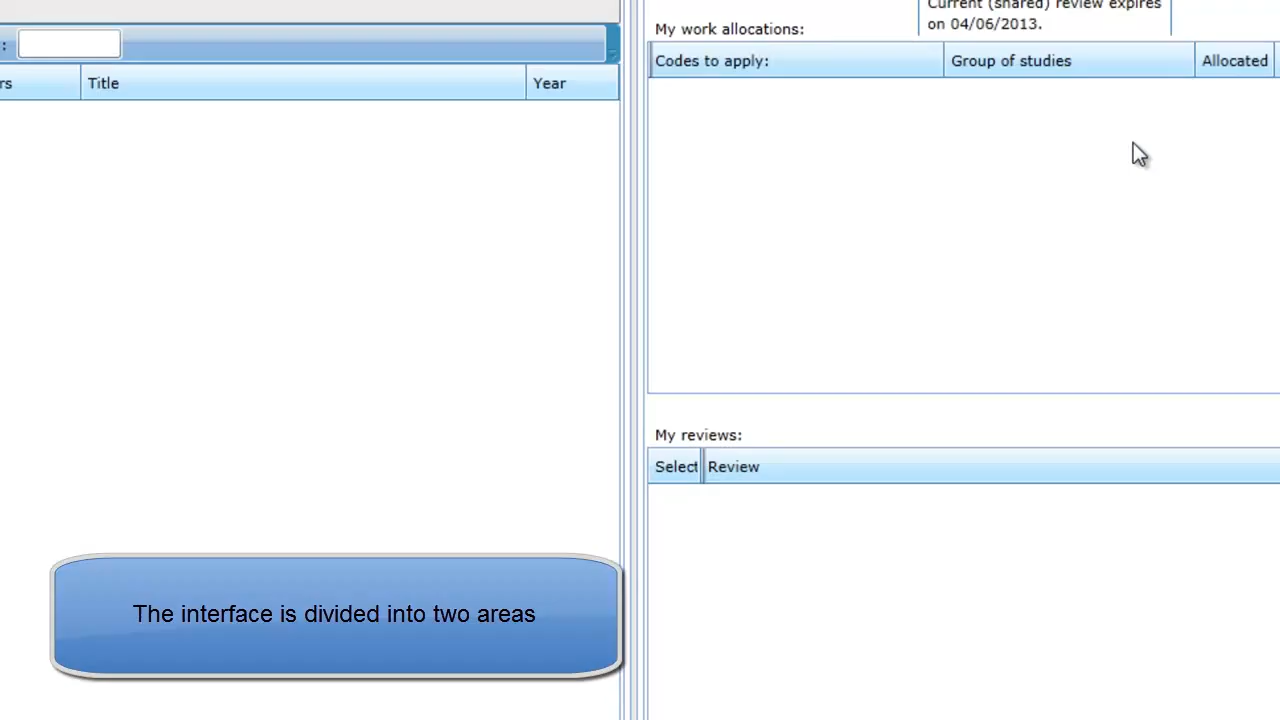 Current (shared) review expires
on 04/06/2013.
My work allocations:
:
Codes to apply: Group of studies Allocated
rs Title Year
My reviews:
Select Review
The interface is divided into two areas